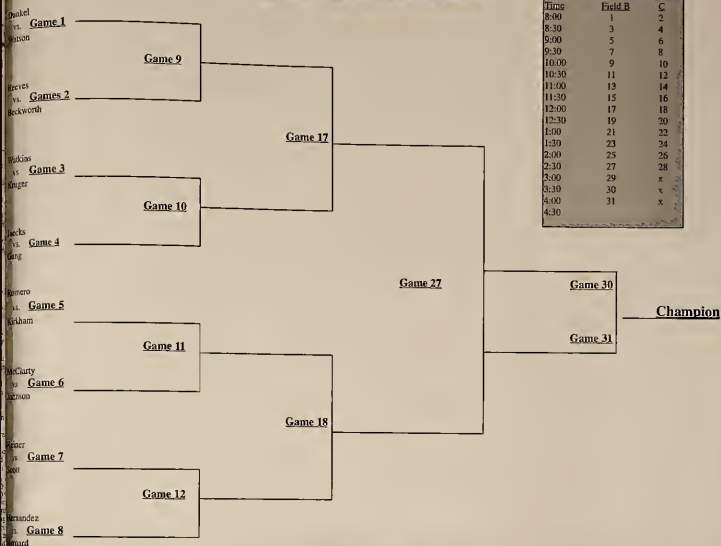 Dunkel
vs. Game 1
Watson
Game 9
Reeves
vs. Games 2
Beckworth
Game 17
Watkins
vs Game 3
Kruger
Game 10
Jaecks
vs. Game 4
Gang
Game 27
Romero
vs. Game 5
Kirkham
Game 11
McClarty
vs Game 6
Johnson
Game 18
vs Game 7
Scott
Game 12
Hernandez
vs. Game 8
Game 30
Game 31
Champion
Time Field B C
8:00 1 2
8:30 3 4
9:00 5 6
9:30 7 8
10:00 9 10
10:30 11 12
11:00 13 14
11:30 15 16
12:00 17 18
12:30 19 20
1:00 21 22
1:30 23 24
2:00 25 26
2:30 27 28
3:00 29 x
3:30 30 x
4:00 31 x
4:30